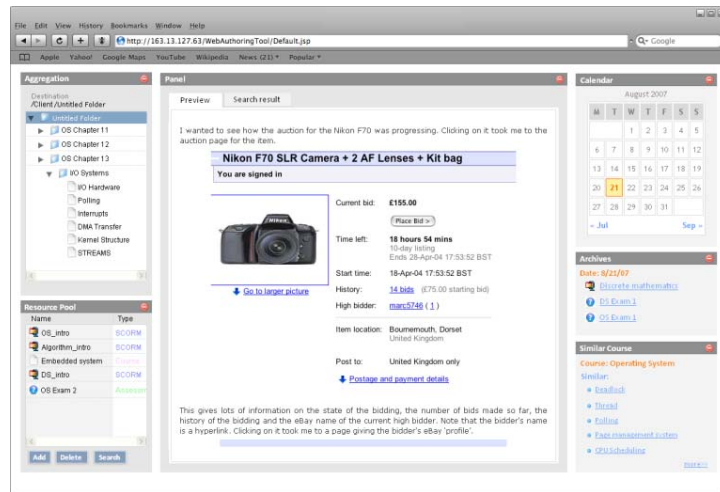 File Edit View History Bookmarks Window Help
http://163.13.127.63/WebAuthoringTool/Default.jsp
Google
Apple Yahoo! Google Maps YouTube Wikipedia News (21) Popular
Aggregation
Destination
/Client/Untitled Folder
Untitled Folder
OS Chapter 11
OS Chapter 12
OS Chapter 13
I/O Systems
I/O Hardware
Polling
Interrupts
DMA Transfer
Kernel Structure
STREAMS
Resource Pool
Name Type
OS_intro SCORM
Algorithm_intro SCORM
Embedded system Course
DS_intro SCORM
OS Exam 2
Add Delete Search
Panel
Preview Search result
I wanted to see how the auction for the Nikon F70 was progressing. Clicking on it took me to the
auction page for the item.
Nikon F70 SLR Camera + 2 AF Lenses + Kit bag
You are signed in
Nikon
Go to larger picture
Current bid: £155.00
Place Bid >
Time left: 18 hours 54 mins
10-day listing
Ends 28-Apr-04 17:53:52 BST
Start time: 18-Apr-04 17:53:52 BST
History: 14 bids (£75.00 starting bid)
High bidder: marc5746 ( 1 )
Item location: Bournemouth, Dorset
United Kingdom
Post to: United Kingdom only
Postage and payment details
This gives lots of information on the state of the bidding, the number of bids made so far, the
history of the bidding and the eBay name of the current high bidder. Note that the bidder's name
is a hyperlink. Clicking on it took me to a page giving the bidder's eBay 'profile'.
Calendar
August 2007
M T W T F S S
1 2 3 4 5
6 7 8 9 10 11 12
13 14 15 16 17 18 19
20 21 22 23 24 25 26
27 28 29 30 31
« Jul Sep »
Archives
Date: 8/21/07
Discrete mathematics
DS Exam 1
OS Exam 1
Similar Course
Course: Operating System
Similar:
Deadlock
Thread
Polling
Page management system
CPU Scheduling
more>>